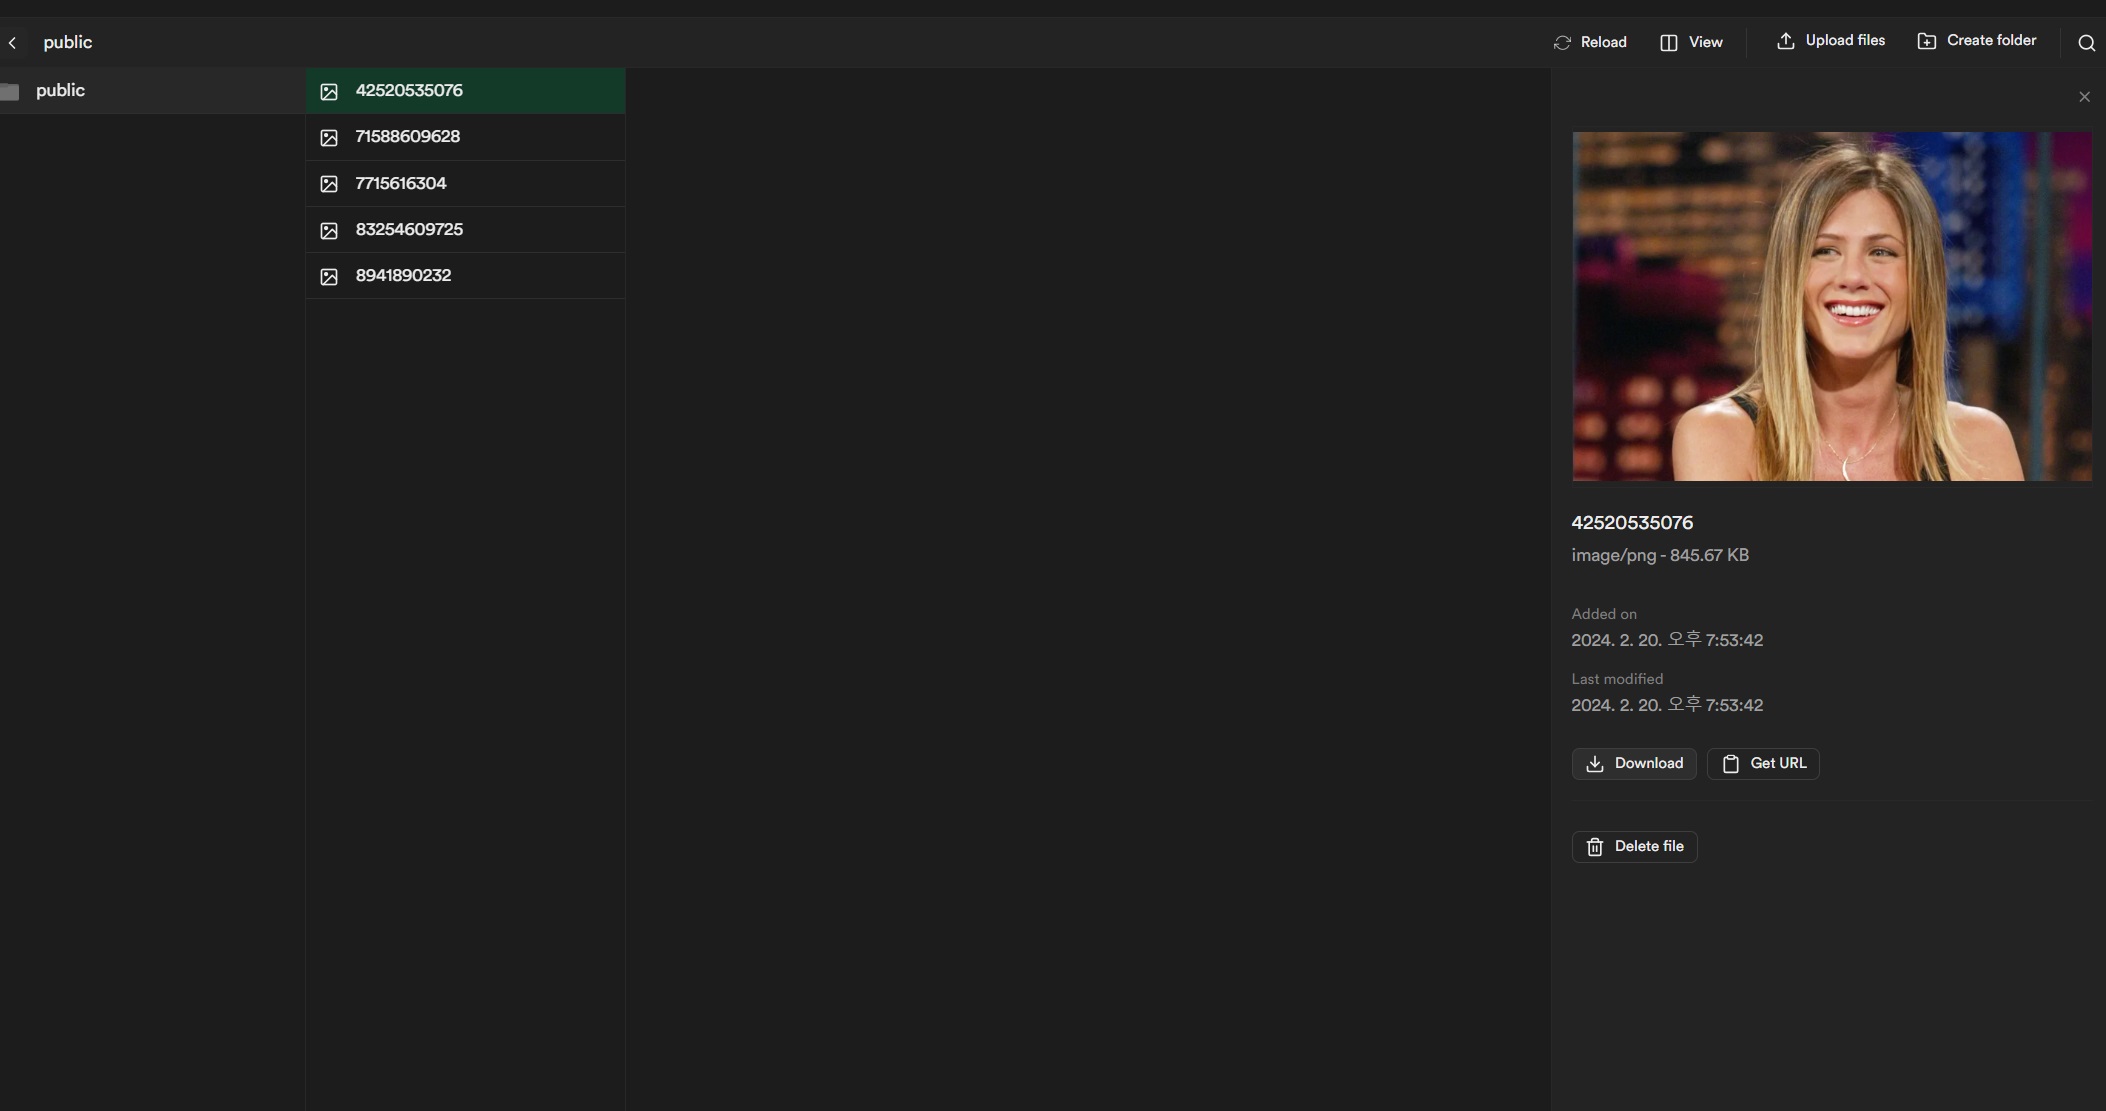 public
Reload
View
Upload files
Create folder
public
42520535076
71588609628
7715616304
83254609725
8941890232
42520535076
image/png - 845.67 KB
Added on
2024. 2. 20. 오후 7:53:42
Last modified
2024. 2. 20. 오후 7:53:42
Download
Get URL
Delete file